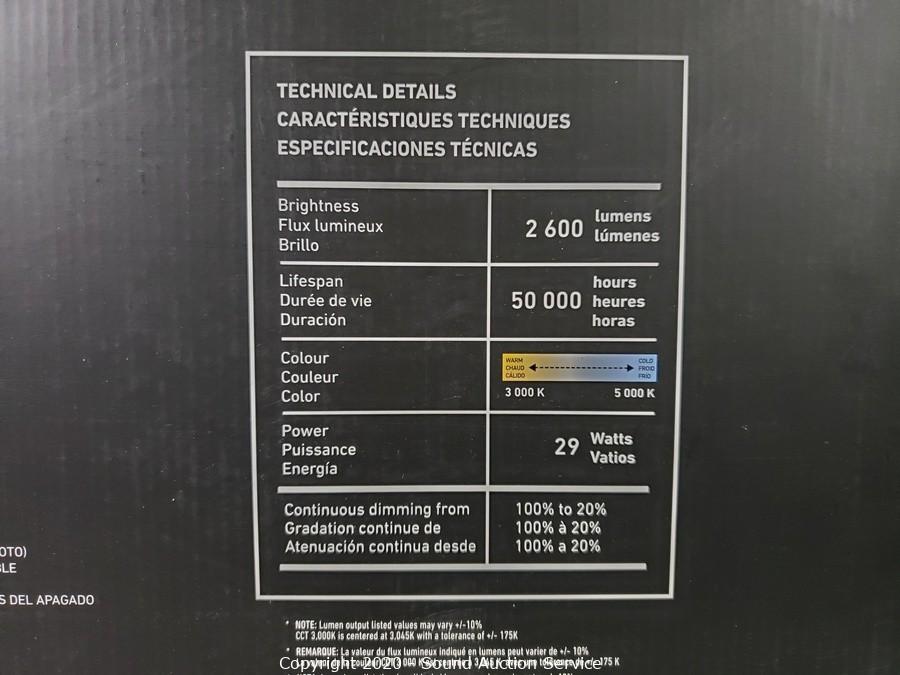 TECHNICAL DETAILS
CARACTÉRISTIQUES TECHNIQUES
ESPECIFICACIONES TÉCNICAS
Brightness
Flux lumineux
Brillo
2 600 lumens
lúmenes
Lifespan
Durée de vie
Duración
50 000 hours
heures
horas
Colour
Couleur
Color
WARM
CHAUD
CÁLIDO
COLD
FROID
FRÍO
3 000 K 5 000 K
Power
Puissance
Energía
29 Watts
Vatios
Continuous dimming from
Gradation continue de
Atenuación continua desde
100% to 20%
100% à 20%
100% a 20%
OTO)
BLE
S DEL APAGADO
* NOTE: Lumen output listed values may vary +/-10%
CCT 3,000K is centered at 3,045K with a tolerance of +/- 175K
* REMARQUE: La valeur du flux lumineux indiqué en lumens peut varier de +/- 10%
Copyright 2020 - Sound Auction Service